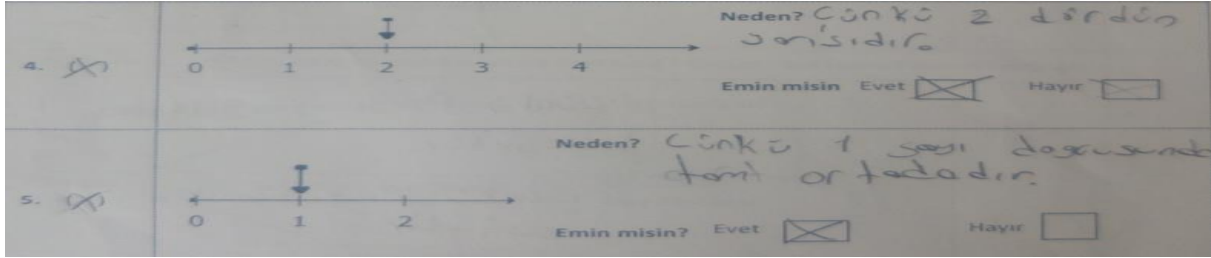 Neden? Çünkü 2 dördün
yarısıdır.
4. (X)
0 1 2 3 4
Emin misin Evet Hayır
Neden? Çünkü 1 sayı doğrusunda
tam ortadadır.
5. (X)
0 1 2
Emin misin? Evet Hayır